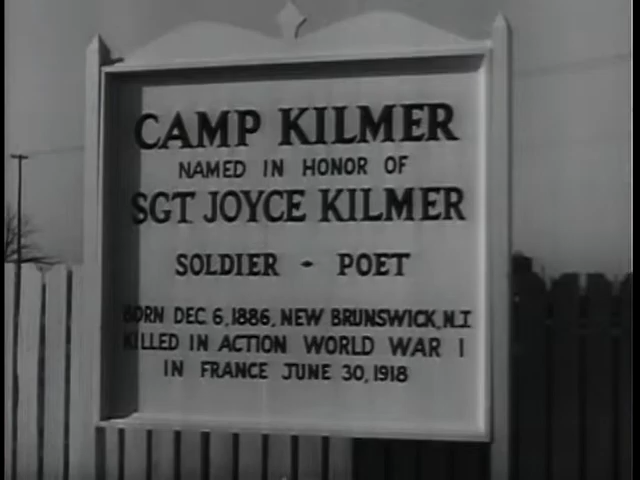 CAMP KILMER
NAMED IN HONOR OF
SGT JOYCE KILMER
SOLDIER - POET
BORN DEC 6, 1886, NEW BRUNSWICK, N.J.
KILLED IN ACTION WORLD WAR I
IN FRANCE JUNE 30, 1918